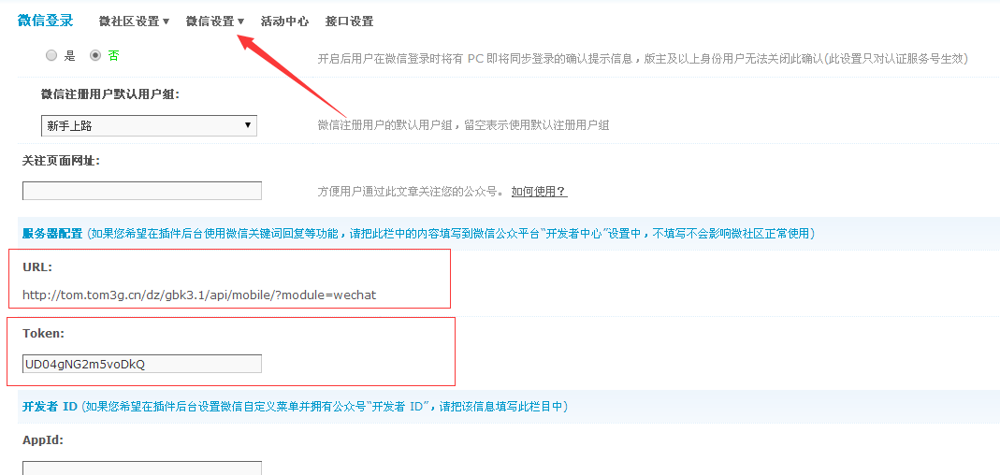 微信登录 微社区设置▼ 微信设置▼ 活动中心 接口设置
是 否 开启后用户在微信登录时将有 PC 即将同步登录的确认提示信息，版主及以上身份用户无法关闭此确认(此设置只对认证服务号生效)
微信注册用户默认用户组:
新手上路 ▼ 微信注册用户的默认用户组，留空表示使用默认注册用户组
关注页面网址:
方便用户通过此文章关注您的公众号。 如何使用？
服务器配置 (如果您希望在插件后台使用微信关键词回复等功能，请把此栏中的内容填写到微信公众平台“开发者中心”设置中，不填写不会影响微社区正常使用)
URL:
http://tom.tom3g.cn/dz/gbk3.1/api/mobile/?module=wechat
Token:
UD04gNG2m5voDkQ
开发者 ID (如果您希望在插件后台设置微信自定义菜单并拥有公众号“开发者 ID”，请把该信息填写此栏目中)
AppId: